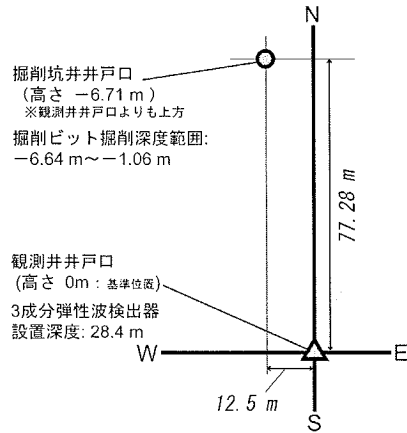 N
掘削坑井井戸口
(高さ －6.71 m )
※観測井井戸口よりも上方
掘削ビット掘削深度範囲:
－6.64 m～－1.06 m
77.28 m
観測井井戸口
(高さ 0m : 基準位置)
3成分弾性波検出器
設置深度: 28.4 m
W
E
12.5 m
S